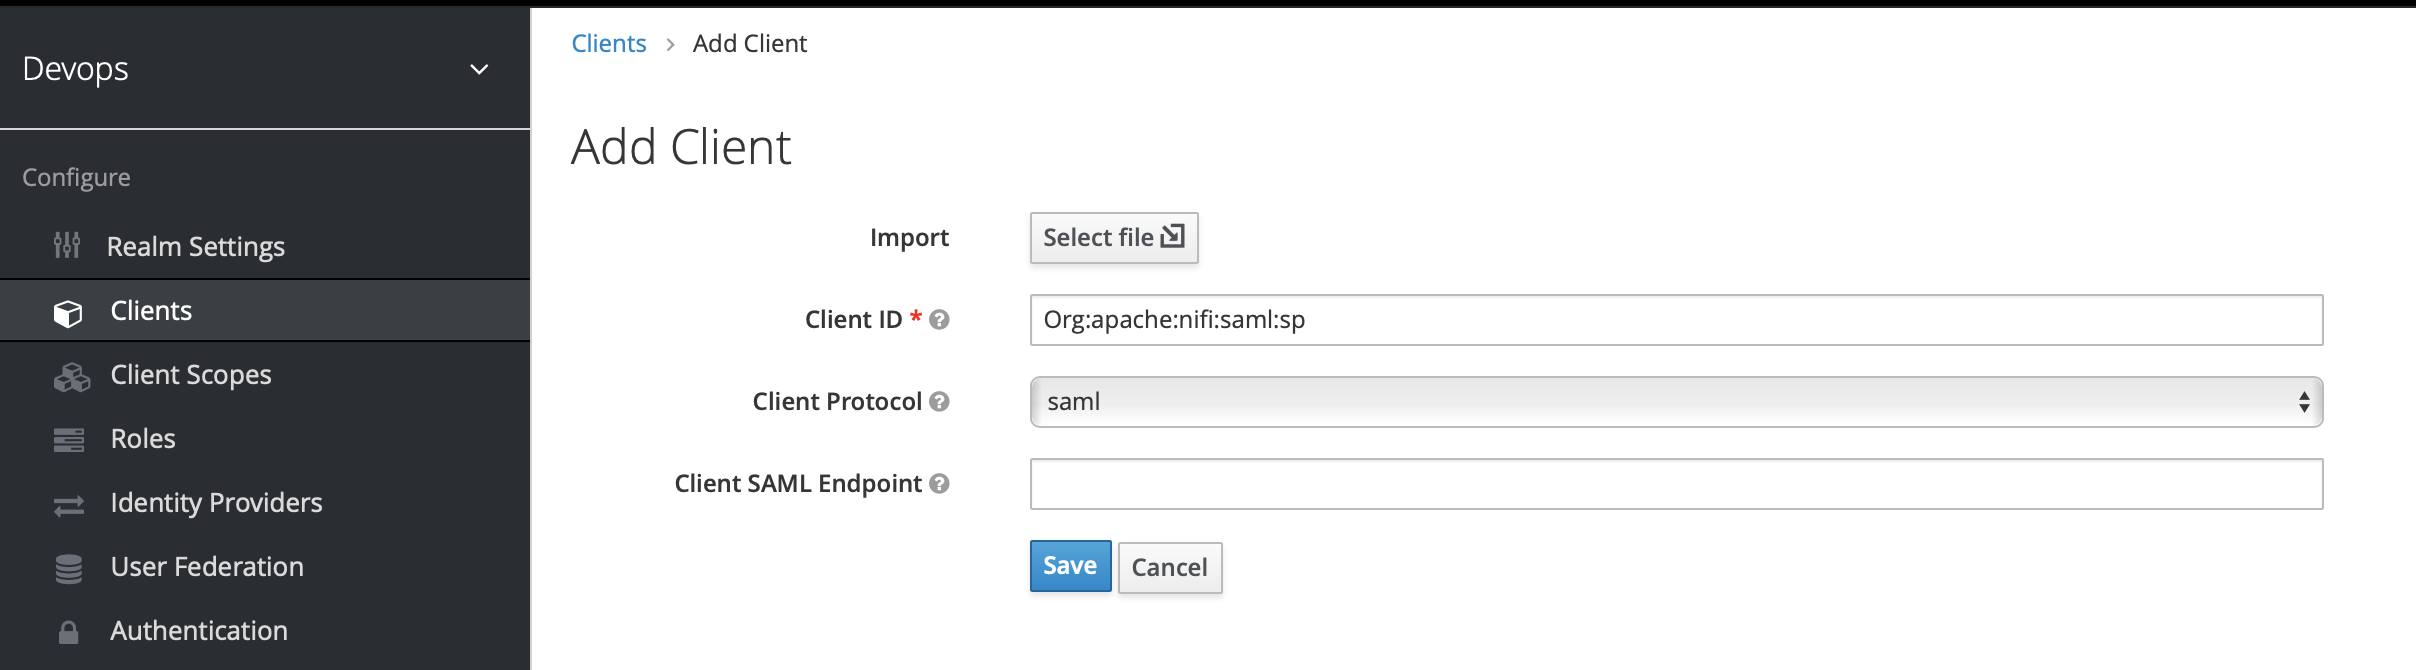 Devops
Configure
Realm Settings
Clients
Client Scopes
Roles
Identity Providers
User Federation
Authentication
Clients > Add Client
Add Client
Import Select file
Client ID * Org:apache:nifi:saml:sp
Client Protocol saml
Client SAML Endpoint
Save Cancel